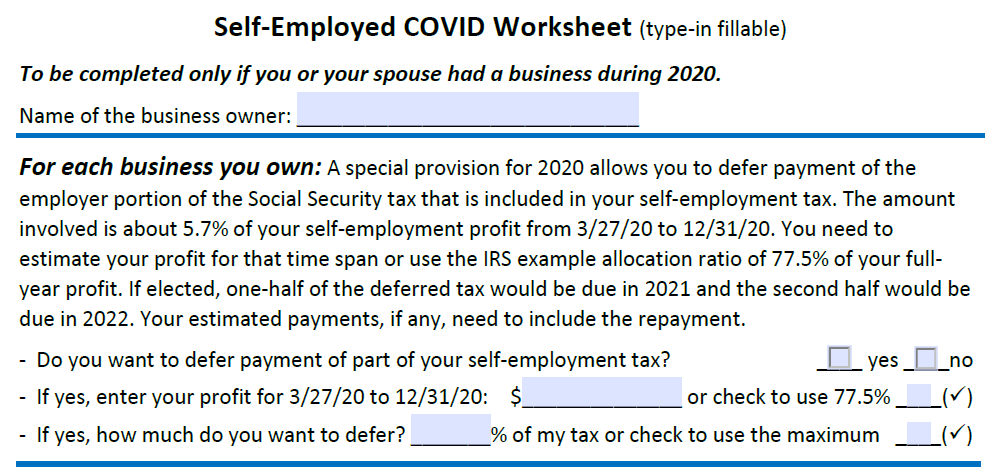 Self-Employed COVID Worksheet (type-in fillable)
To be completed only if you or your spouse had a business during 2020.
Name of the business owner: ______________________________
For each business you own: A special provision for 2020 allows you to defer payment of the
employer portion of the Social Security tax that is included in your self-employment tax. The amount
involved is about 5.7% of your self-employment profit from 3/27/20 to 12/31/20. You need to
estimate your profit for that time span or use the IRS example allocation ratio of 77.5% of your full-
year profit. If elected, one-half of the deferred tax would be due in 2021 and the second half would be
due in 2022. Your estimated payments, if any, need to include the repayment.
- Do you want to defer payment of part of your self-employment tax? ____ yes ____no
- If yes, enter your profit for 3/27/20 to 12/31/20: $______________ or check to use 77.5% ____(✓)
- If yes, how much do you want to defer? _______% of my tax or check to use the maximum ____(✓)